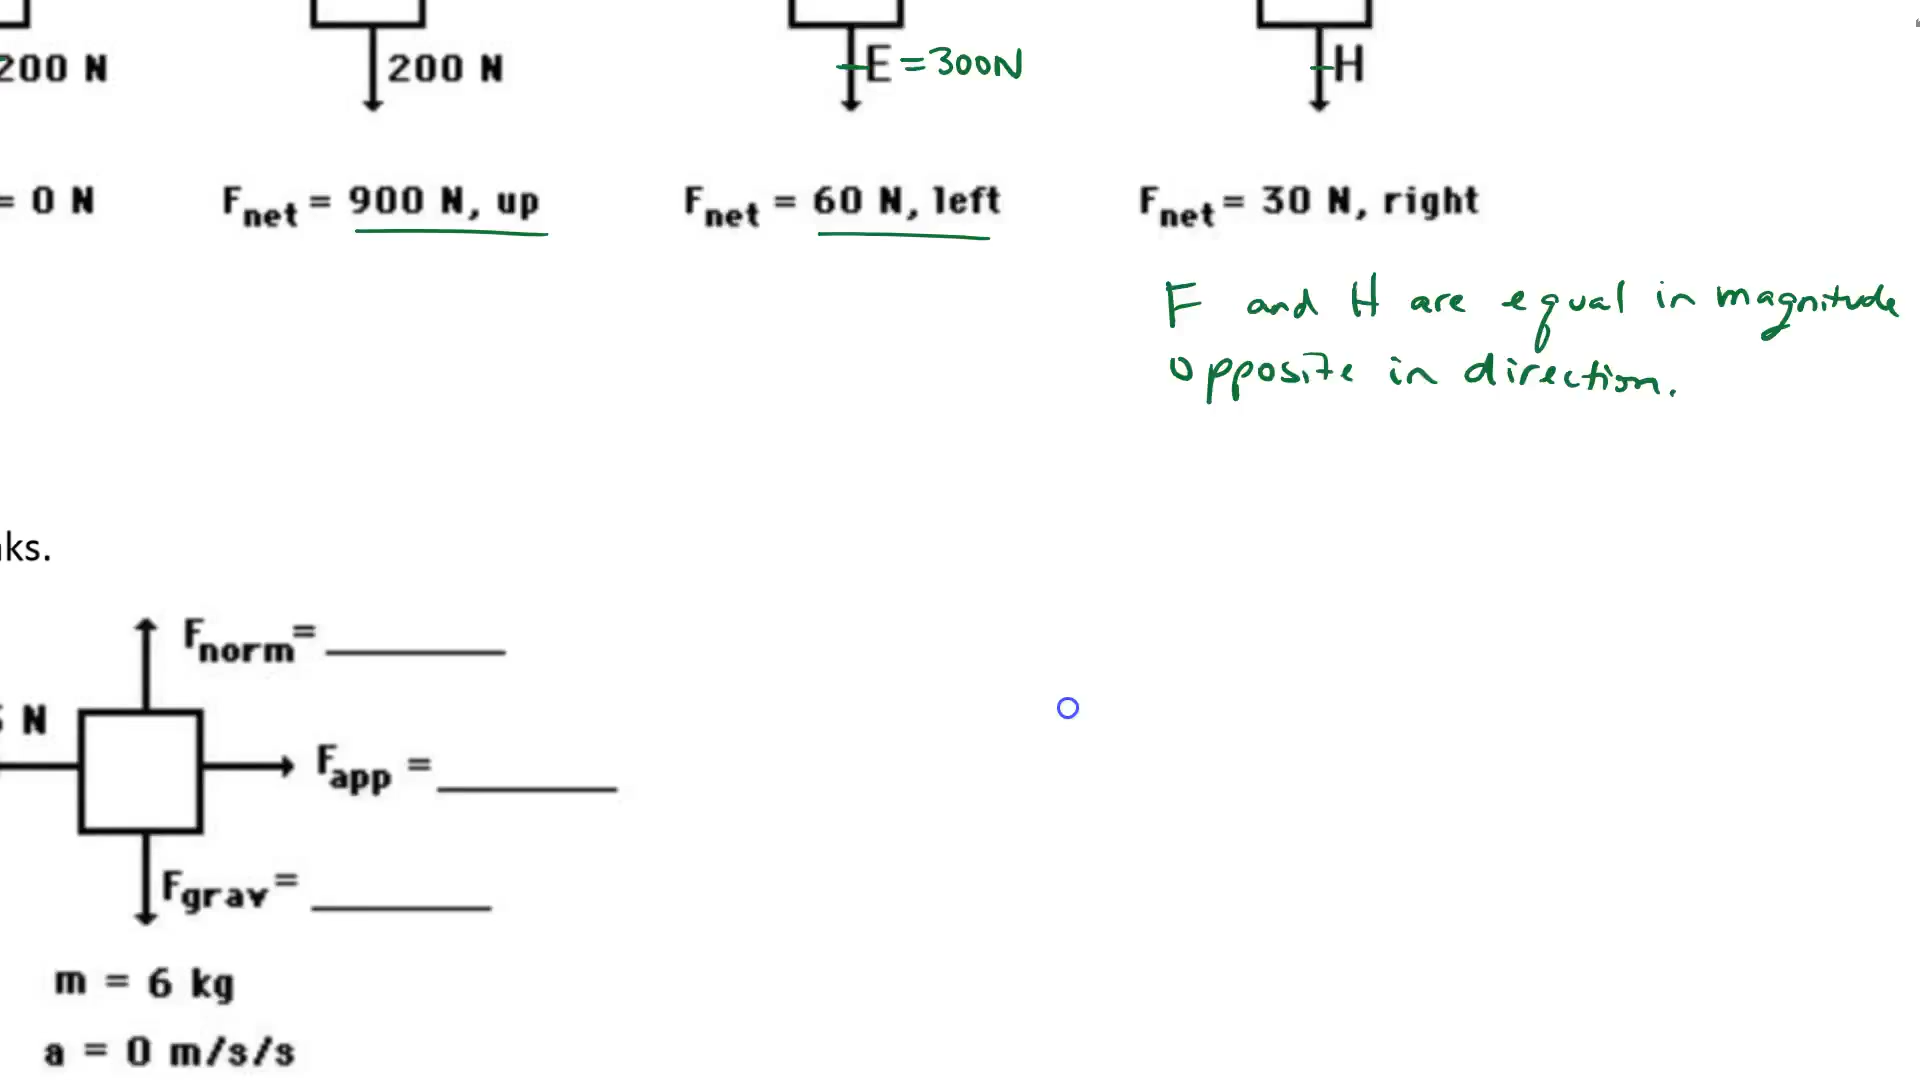 200 N
200 N
E = 300N
H
= 0 N
Fnet = 900 N, up
Fnet = 60 N, left
Fnet = 30 N, right
F and H are equal in magnitude
opposite in direction.
Fnorm=
N
Fapp =
Fgrav=
m = 6 kg
a = 0 m/s/s